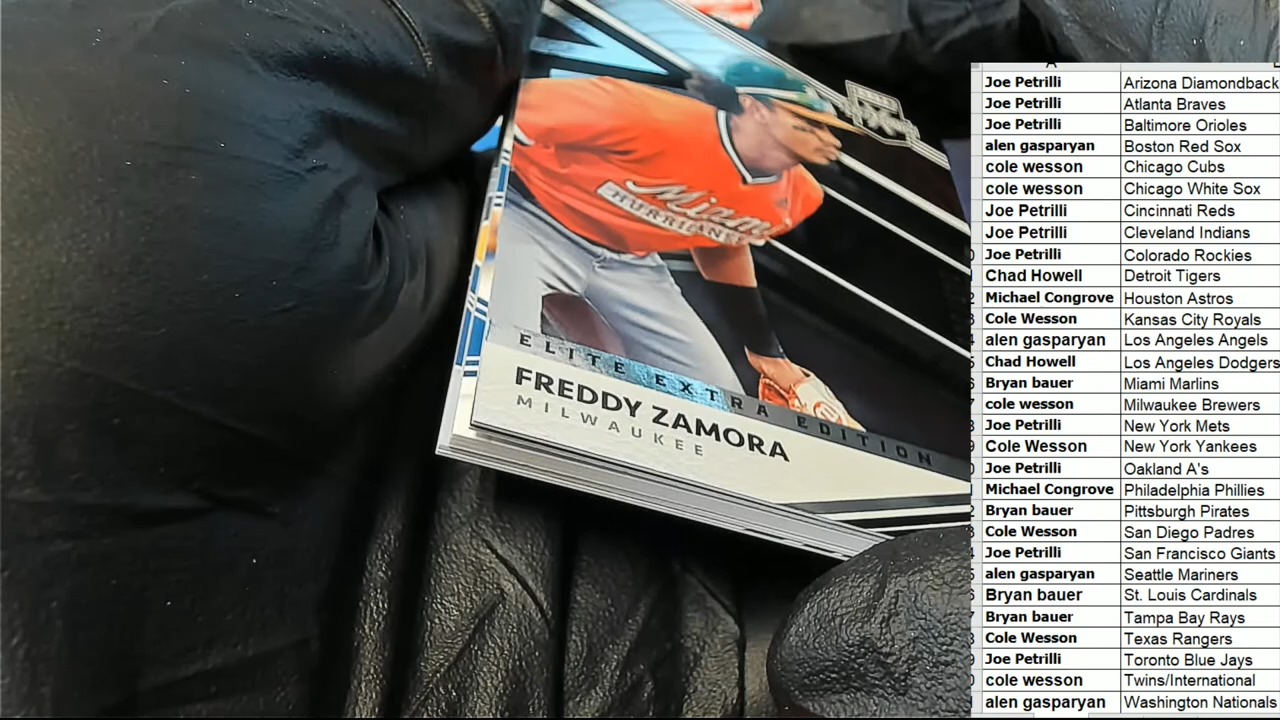 Miami
HURRICANES
ELITE EXTRA EDITION
FREDDY ZAMORA
MILWAUKEE
A
Joe Petrilli Arizona Diamondback
Joe Petrilli Atlanta Braves
Joe Petrilli Baltimore Orioles
alen gasparyan Boston Red Sox
cole wesson Chicago Cubs
cole wesson Chicago White Sox
Joe Petrilli Cincinnati Reds
Joe Petrilli Cleveland Indians
Joe Petrilli Colorado Rockies
Chad Howell Detroit Tigers
Michael Congrove Houston Astros
Cole Wesson Kansas City Royals
alen gasparyan Los Angeles Angels
Chad Howell Los Angeles Dodgers
Bryan bauer Miami Marlins
cole wesson Milwaukee Brewers
Joe Petrilli New York Mets
Cole Wesson New York Yankees
Joe Petrilli Oakland A's
Michael Congrove Philadelphia Phillies
Bryan bauer Pittsburgh Pirates
Cole Wesson San Diego Padres
Joe Petrilli San Francisco Giants
alen gasparyan Seattle Mariners
Bryan bauer St. Louis Cardinals
Bryan bauer Tampa Bay Rays
Cole Wesson Texas Rangers
Joe Petrilli Toronto Blue Jays
cole wesson Twins/International
alen gasparyan Washington Nationals